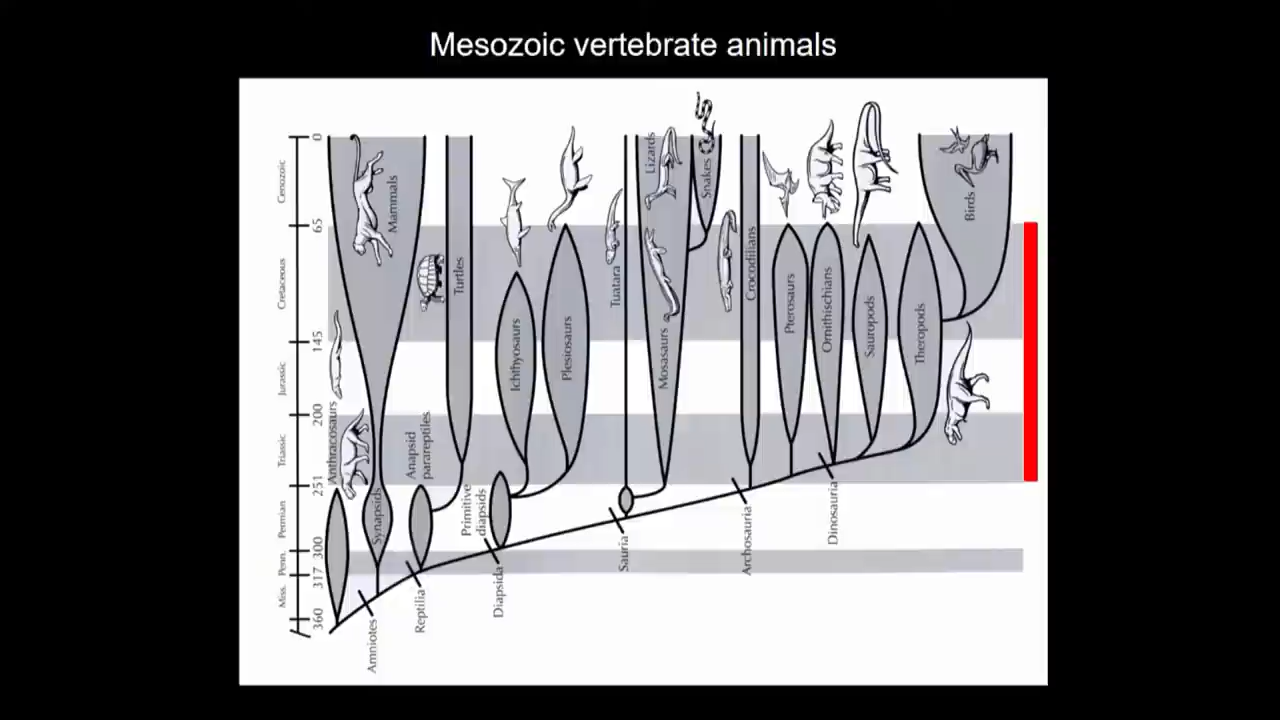 Mesozoic vertebrate animals
Cenozoic
Cretaceous
Jurassic
Triassic
Permian
Penn.
Miss.
0
65
145
200
251
300
317
360
Mammals
Turtles
Ichthyosaurs
Plesiosaurs
Tuatara
Lizards
Snakes
Mosasaurs
Crocodilians
Pterosaurs
Ornithischians
Sauropods
Theropods
Birds
Anthracosaurs
Synapsids
Anapsid
parareptiles
Primitive
diapsids
Amniotes
Reptilia
Diapsida
Sauria
Archosauria
Dinosauria